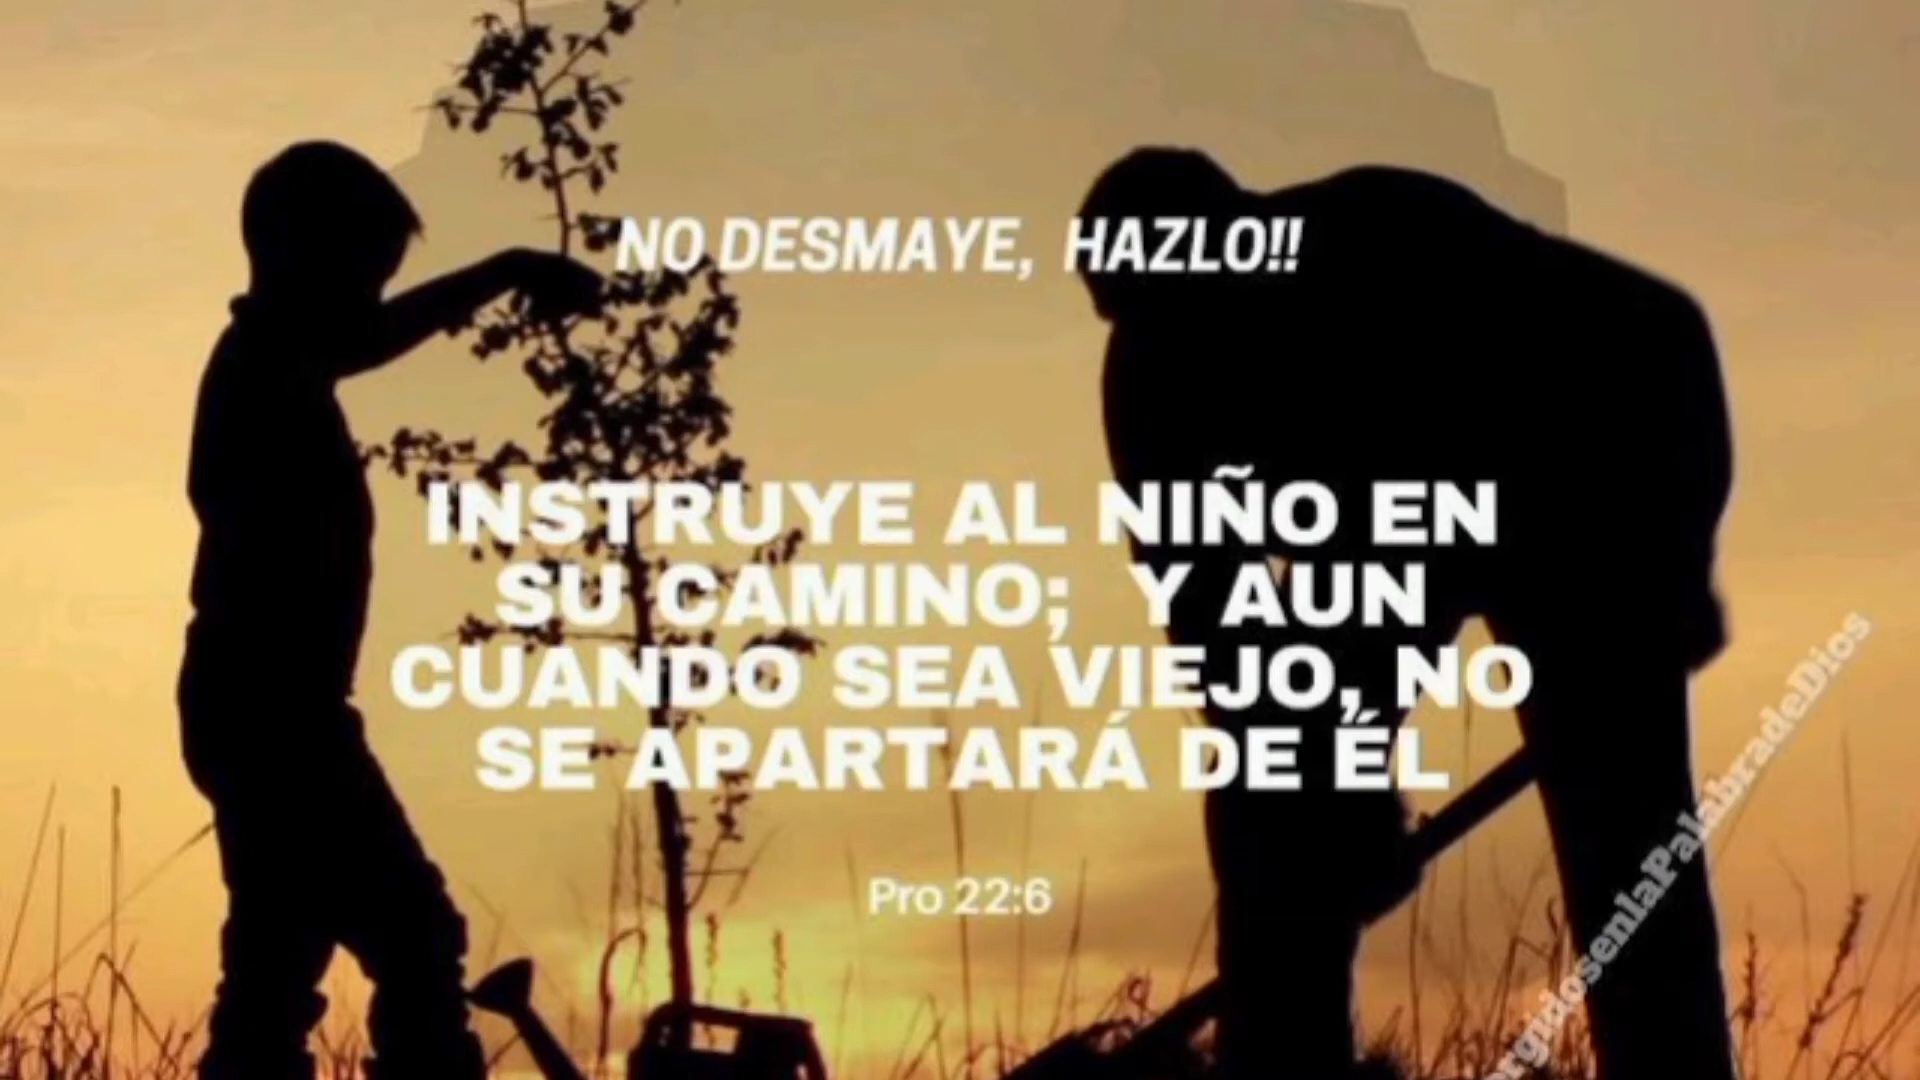 NO DESMAYE, HAZLO!!
INSTRUYE AL NIÑO EN
SU CAMINO; Y AUN
CUANDO SEA VIEJO, NO
SE APARTARÁ DE ÉL
Pro 22:6